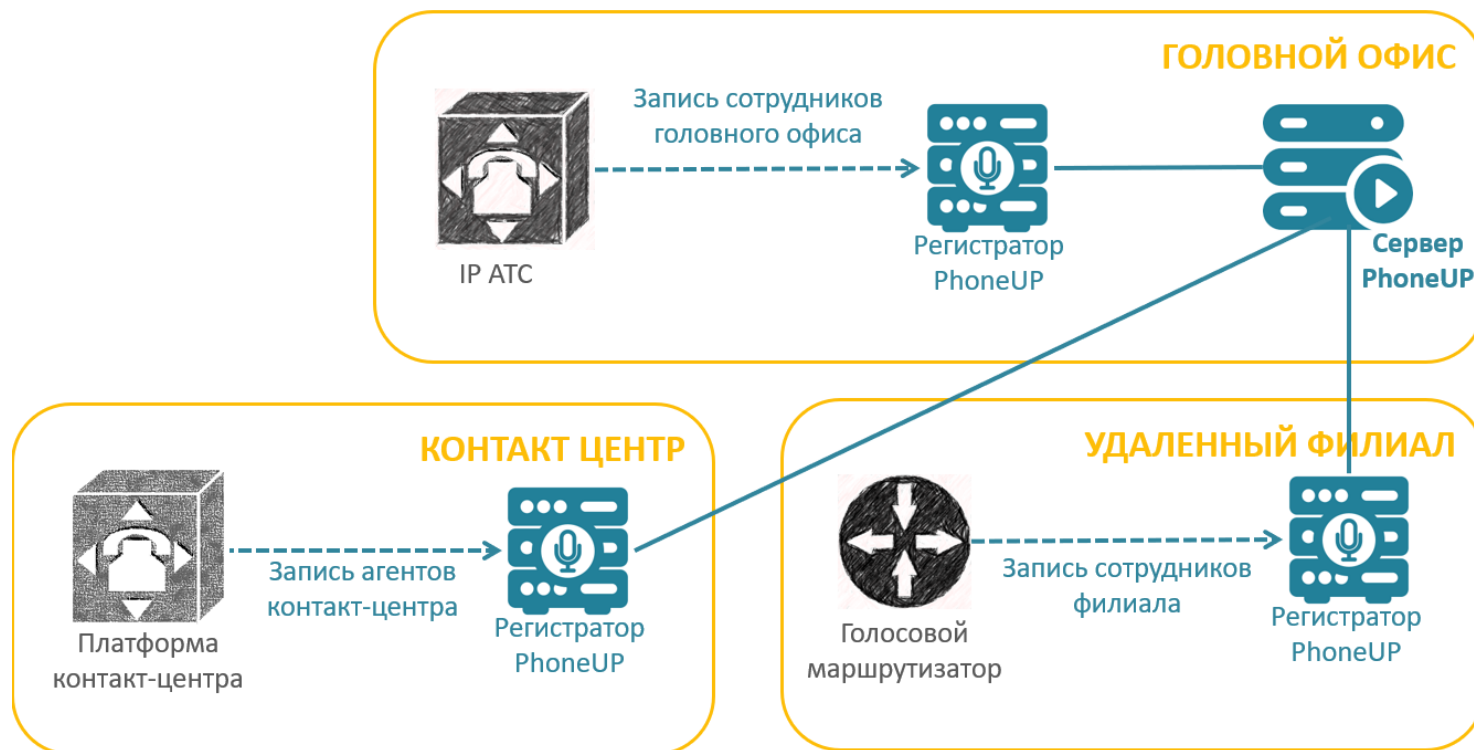 ГОЛОВНОЙ ОФИС
Запись сотрудников
головного офиса
IP АТС
Регистратор
PhoneUP
Сервер
PhoneUP
КОНТАКТ ЦЕНТР
Запись агентов
контакт-центра
Платформа
контакт-центра
Регистратор
PhoneUP
УДАЛЕННЫЙ ФИЛИАЛ
Запись сотрудников
филиала
Голосовой
маршрутизатор
Регистратор
PhoneUP